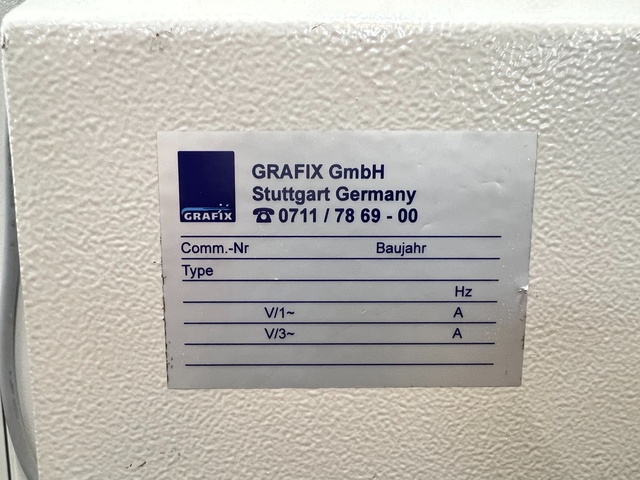 GRAFIX
GRAFIX GmbH
Stuttgart Germany
☎ 0711 / 78 69 - 00
Comm.-Nr Baujahr
Type
Hz
V/1~ A
V/3~ A